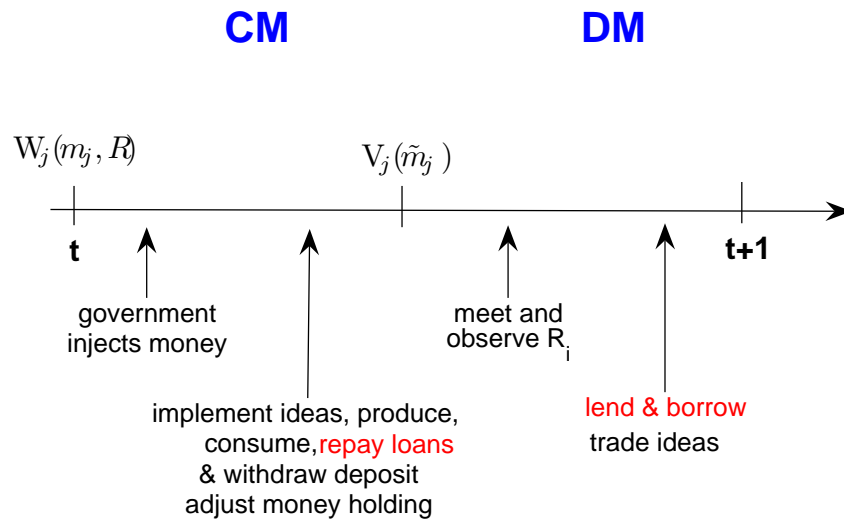 CM DM
W_j(m_j, R) V_j(m̃_j)
t t+1
government
injects money
meet and
observe R_i
implement ideas, produce,
consume, repay loans
& withdraw deposit
adjust money holding
lend & borrow
trade ideas